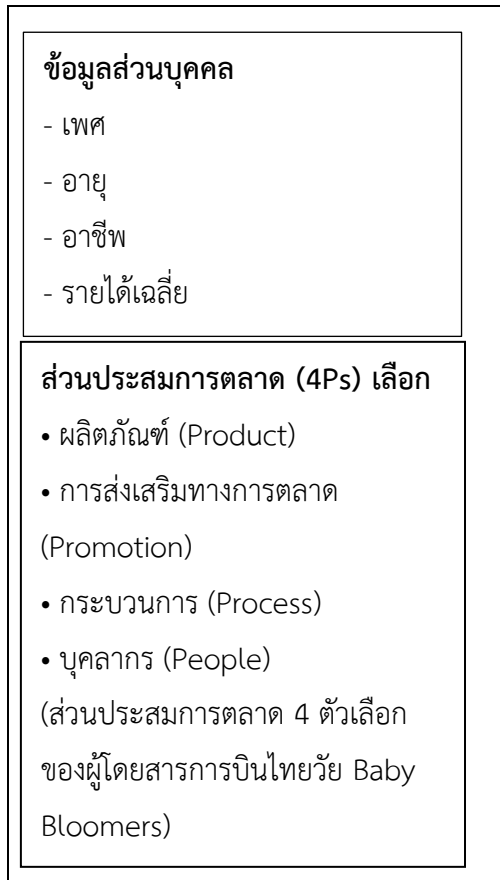 ข้อมูลส่วนบุคคล
- เพศ
- อายุ
- อาชีพ
- รายได้เฉลี่ย
ส่วนประสมการตลาด (4Ps) เลือก
• ผลิตภัณฑ์ (Product)
• การส่งเสริมทางการตลาด
(Promotion)
• กระบวนการ (Process)
• บุคลากร (People)
(ส่วนประสมการตลาด 4 ตัวเลือก
ของผู้โดยสารการบินไทยวัย Baby
Bloomers)